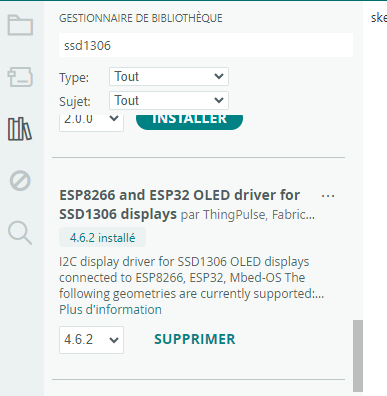 GESTIONNAIRE DE BIBLIOTHÈQUE
ske
ssd1306
Type: Tout
Sujet: Tout
2.0.0 INSTALLER
ESP8266 and ESP32 OLED driver for ...
SSD1306 displays par ThingPulse, Fabric...
4.6.2 installé
I2C display driver for SSD1306 OLED displays
connected to ESP8266, ESP32, Mbed-OS The
following geometries are currently supported:...
Plus d'information
4.6.2 SUPPRIMER